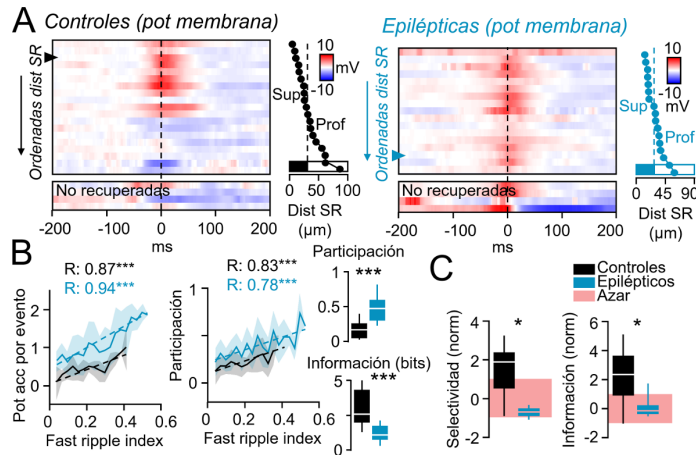 A
Controles (pot membrana)
Epilépticas (pot membrana)
Ordenadas dist SR
10
mV
-10
Sup
Prof
No recuperadas
-200 -100 0 100 200
ms
0 50 100
Dist SR
(µm)
Ordenadas dist SR
10
-10
mV
Sup
Prof
No recuperadas
-200 -100 0 100 200
ms
0 45 90
Dist SR
(µm)
B
R: 0.87***
R: 0.94***
Pot acc por evento
2
1
0
0 0.2 0.4 0.6
Fast ripple index
R: 0.83***
R: 0.78***
Participación
1
0
0 0.2 0.4
Fast ripple index
Participación
1
0
***
Información (bits)
5
0
***
C
Controles
Epilépticos
Azar
Selectividad (norm)
4
2
0
-2
*
Información (norm)
6
4
2
0
-2
*